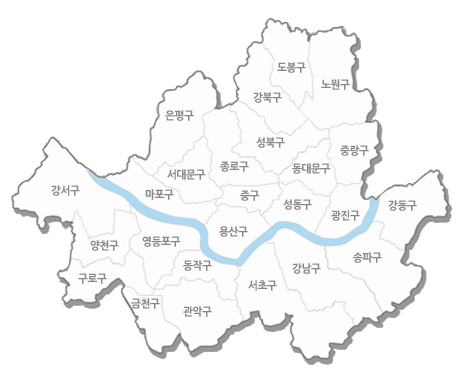 도봉구
노원구
강북구
은평구
성북구
중랑구
서대문구
종로구
동대문구
강서구
마포구
중구
성동구
광진구
강동구
양천구
영등포구
용산구
동작구
송파구
구로구
서초구
강남구
금천구
관악구